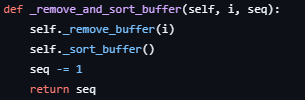 def _remove_and_sort_buffer(self, i, seq):
    self._remove_buffer(i)
    self._sort_buffer()
    seq -= 1
    return seq